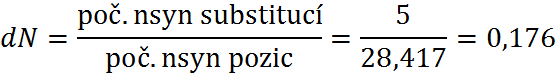 dN = poč. nsyn substitucí / poč. nsyn pozic = 5 / 28,417 = 0,176